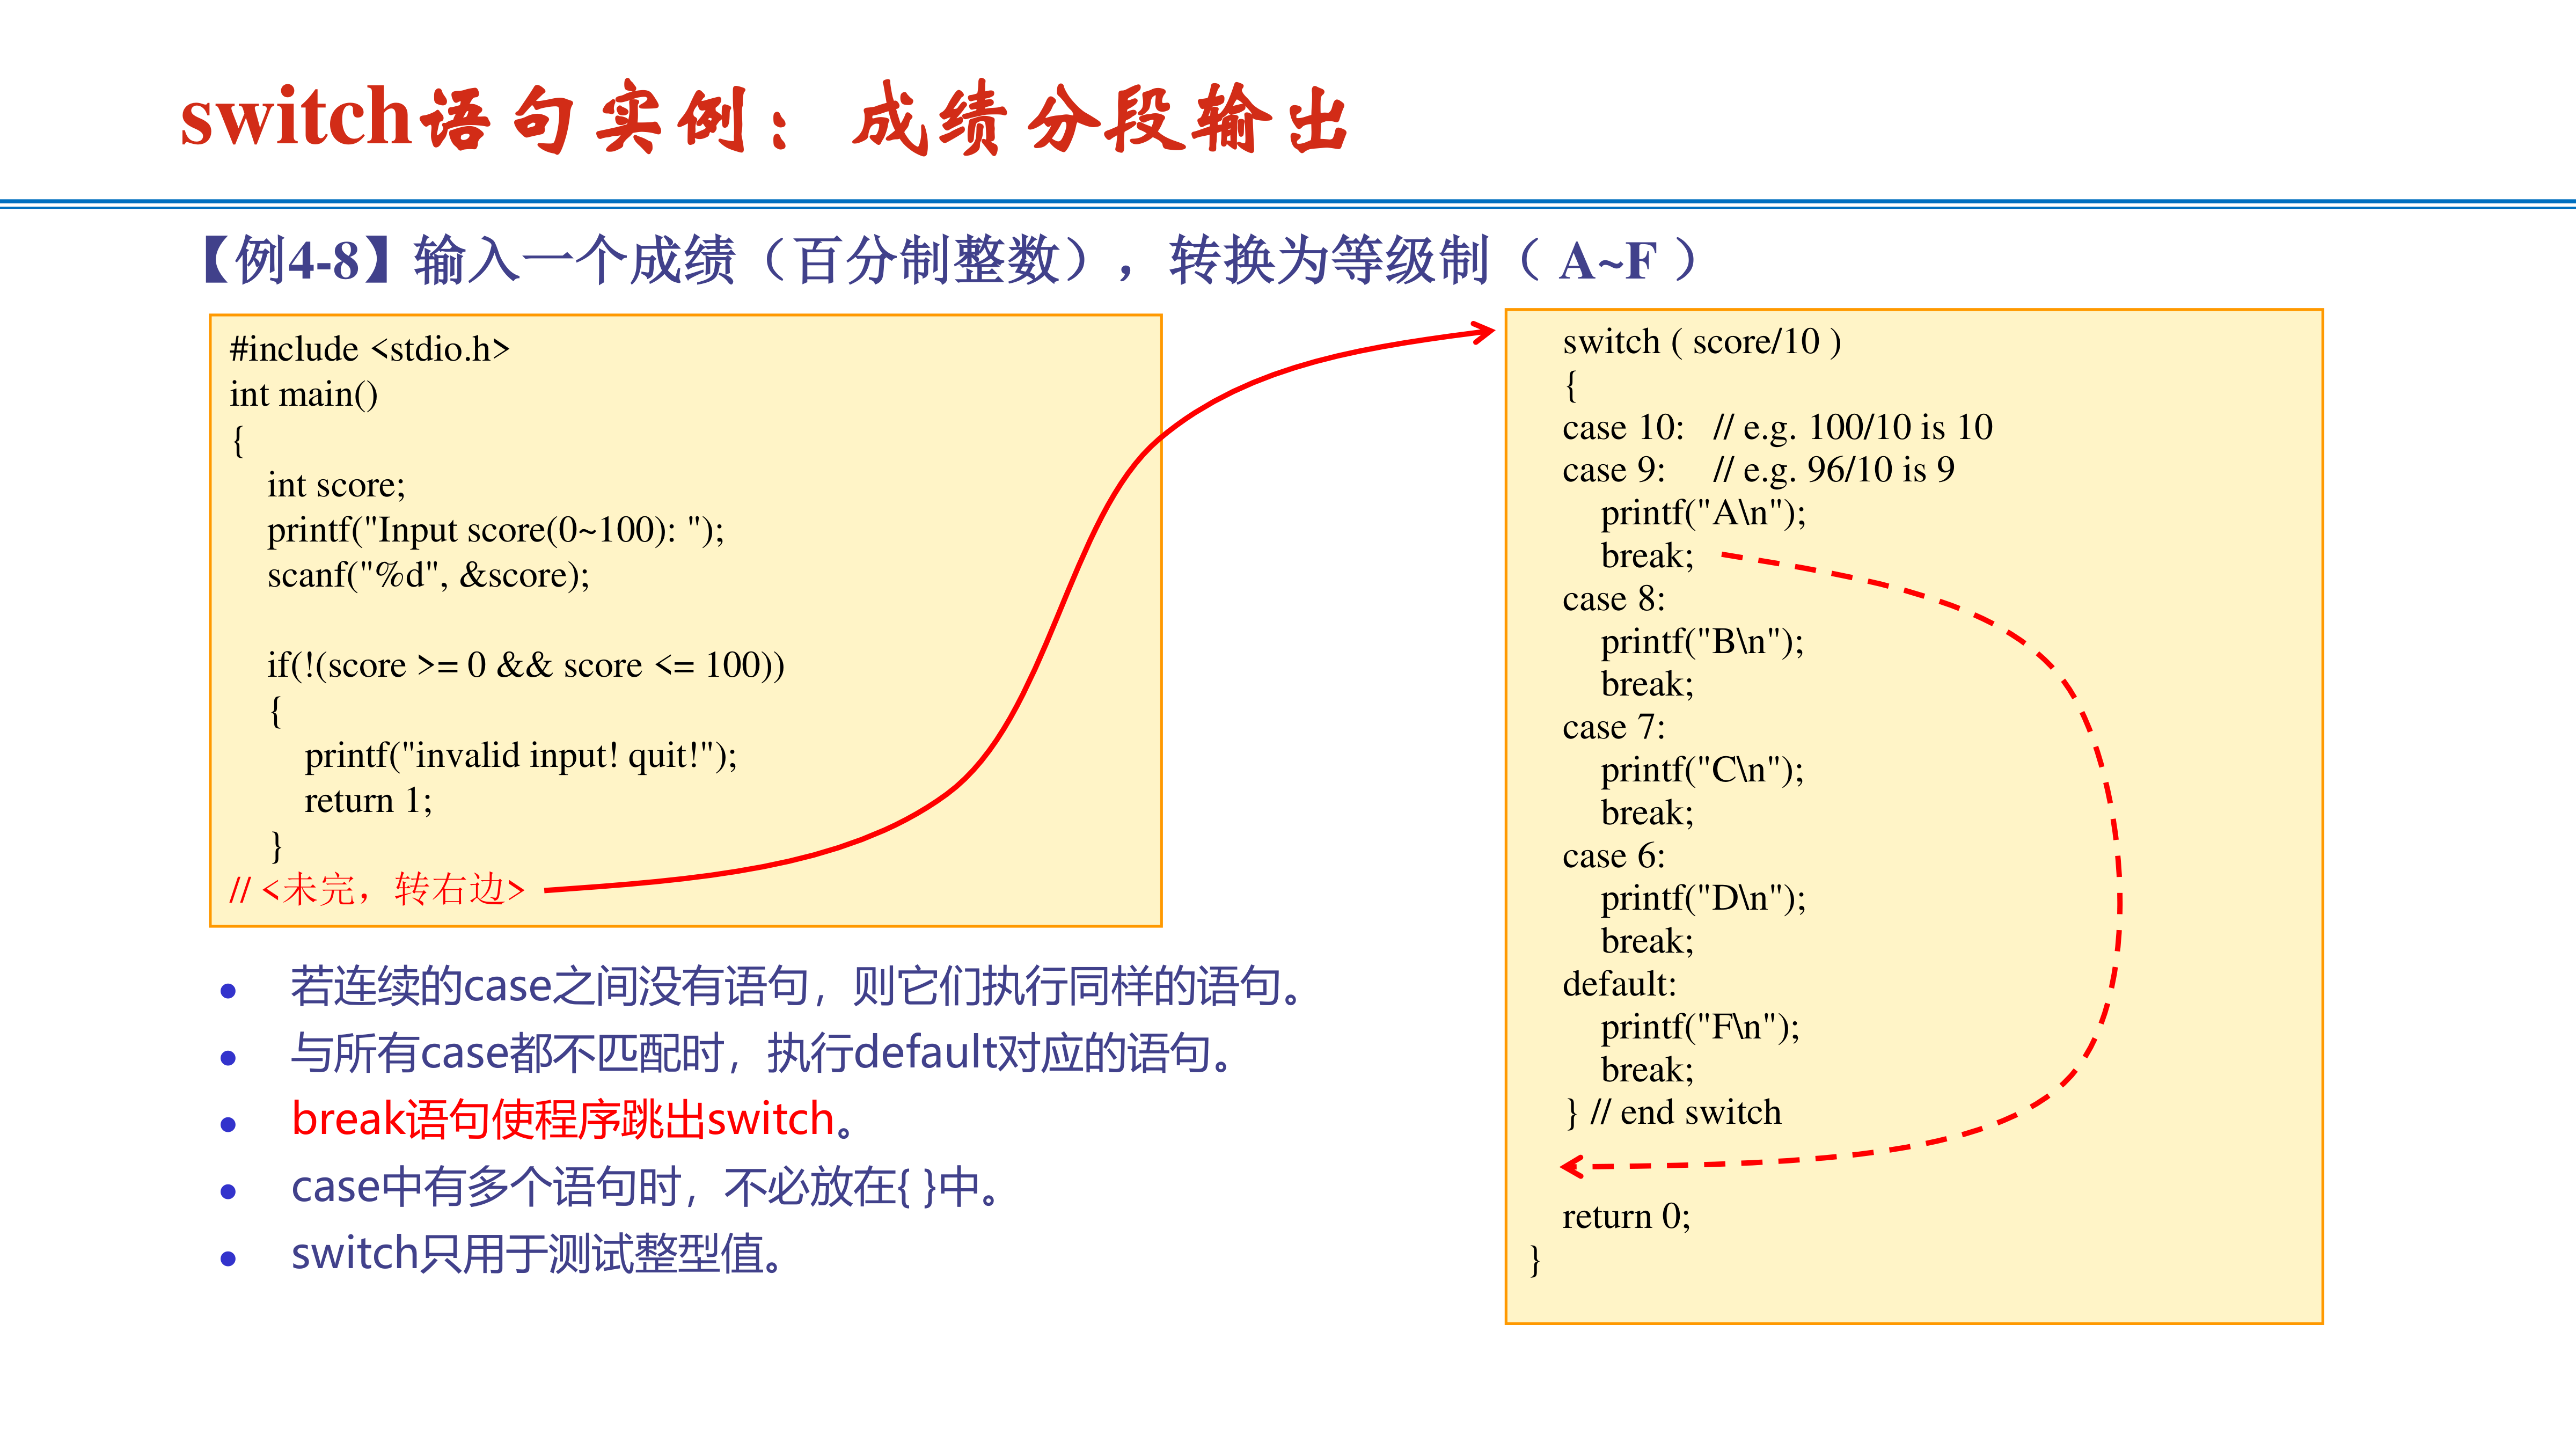 switch语句实例：成绩分段输出
【例4-8】输入一个成绩（百分制整数），转换为等级制（ A~F ）
#include <stdio.h>
int main()
{
    int score;
    printf("Input score(0~100): ");
    scanf("%d", &score);

    if(!(score >= 0 && score <= 100))
    {
        printf("invalid input! quit!");
        return 1;
    }
// <未完，转右边>
    switch ( score/10 )
    {
    case 10:   // e.g. 100/10 is 10
    case 9:     // e.g. 96/10 is 9
        printf("A\n");
        break;
    case 8:
        printf("B\n");
        break;
    case 7:
        printf("C\n");
        break;
    case 6:
        printf("D\n");
        break;
    default:
        printf("F\n");
        break;
    } // end switch

    return 0;
}
● 若连续的case之间没有语句，则它们执行同样的语句。
● 与所有case都不匹配时，执行default对应的语句。
● break语句使程序跳出switch。
● case中有多个语句时，不必放在{ }中。
● switch只用于测试整型值。